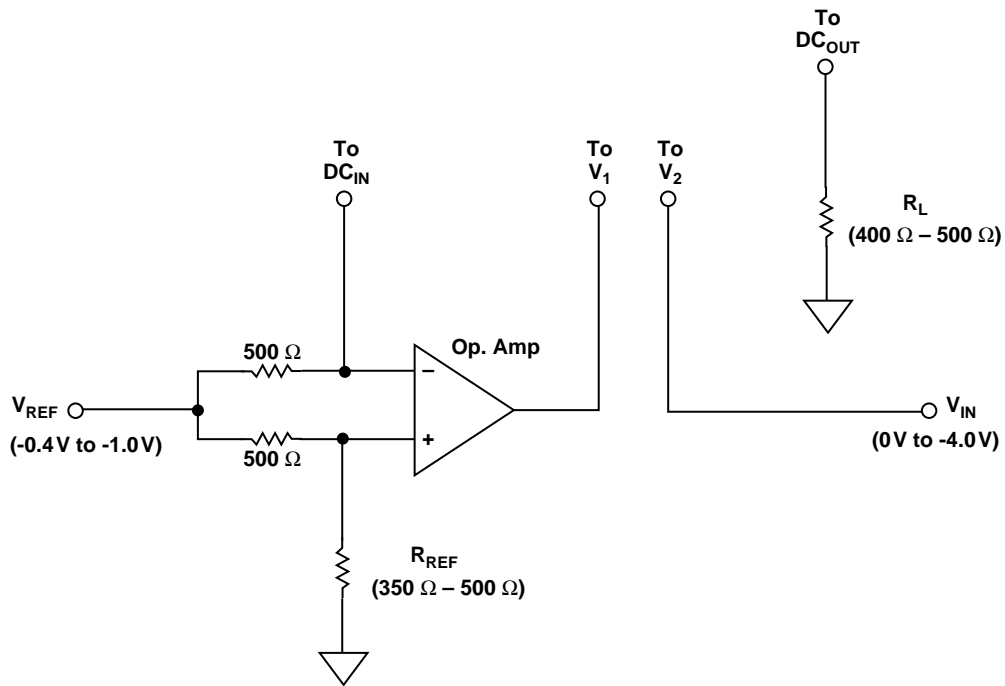 To
DC_OUT
To
DC_IN
To
V_1
To
V_2
R_L
(400 Ω – 500 Ω)
500 Ω
Op. Amp
–
V_REF
(-0.4V to -1.0V)
+
500 Ω
V_IN
(0V to -4.0V)
R_REF
(350 Ω – 500 Ω)